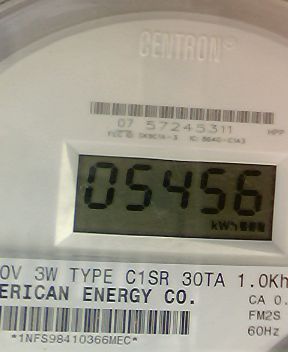 CENTRON®
07 57245311 HPP
05456
kWh
0V 3W TYPE C1SR 30TA 1.0Kh
ERICAN ENERGY CO. CA 0.
FM2S
*1NFS98410366MEC* 60Hz